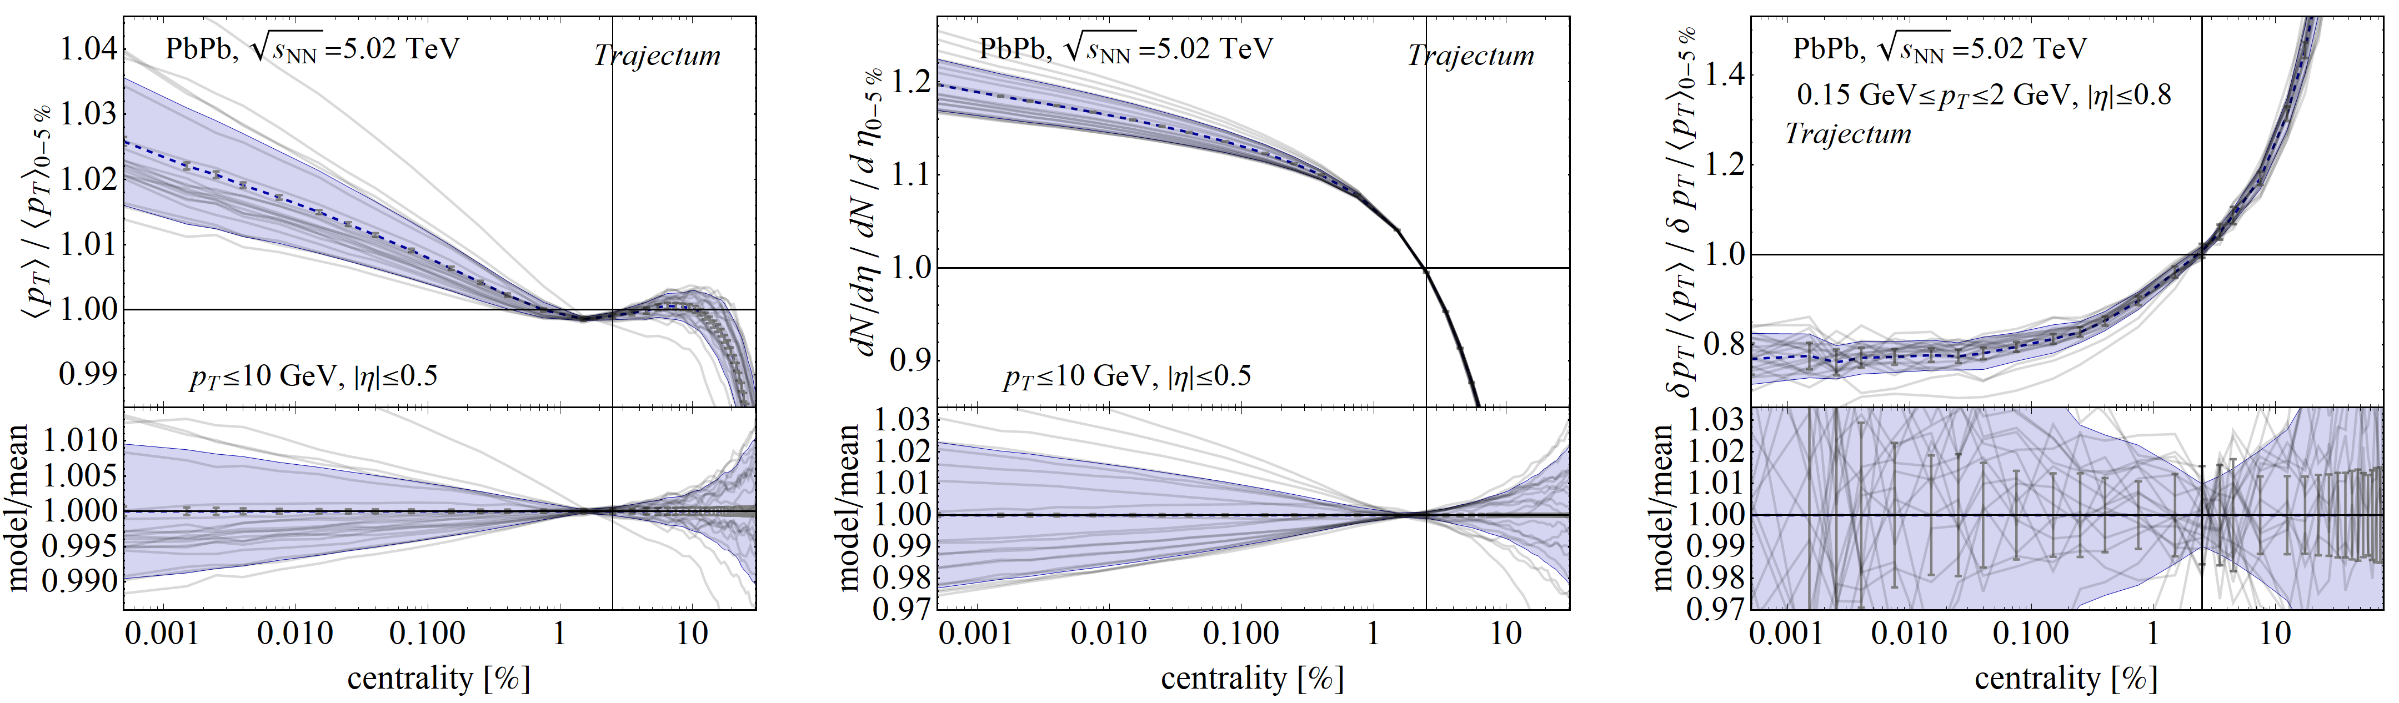 PbPb, √sNN =5.02 TeV
Trajectum
⟨pT⟩ / ⟨pT⟩0−5 %
1.04
1.03
1.02
1.01
1.00
0.99
pT≤10 GeV, |η|≤0.5
model/mean
1.010
1.005
1.000
0.995
0.990
0.001 0.010 0.100 1 10
centrality [%]
PbPb, √sNN =5.02 TeV
Trajectum
dN/dη / dN / d η0−5 %
1.2
1.1
1.0
0.9
pT≤10 GeV, |η|≤0.5
model/mean
1.03
1.02
1.01
1.00
0.99
0.98
0.97
0.001 0.010 0.100 1 10
centrality [%]
PbPb, √sNN =5.02 TeV
0.15 GeV≤pT≤2 GeV, |η|≤0.8
Trajectum
δ pT / ⟨pT⟩ / δ pT / ⟨pT⟩0−5 %
1.4
1.2
1.0
0.8
model/mean
1.03
1.02
1.01
1.00
0.99
0.98
0.97
0.001 0.010 0.100 1 10
centrality [%]